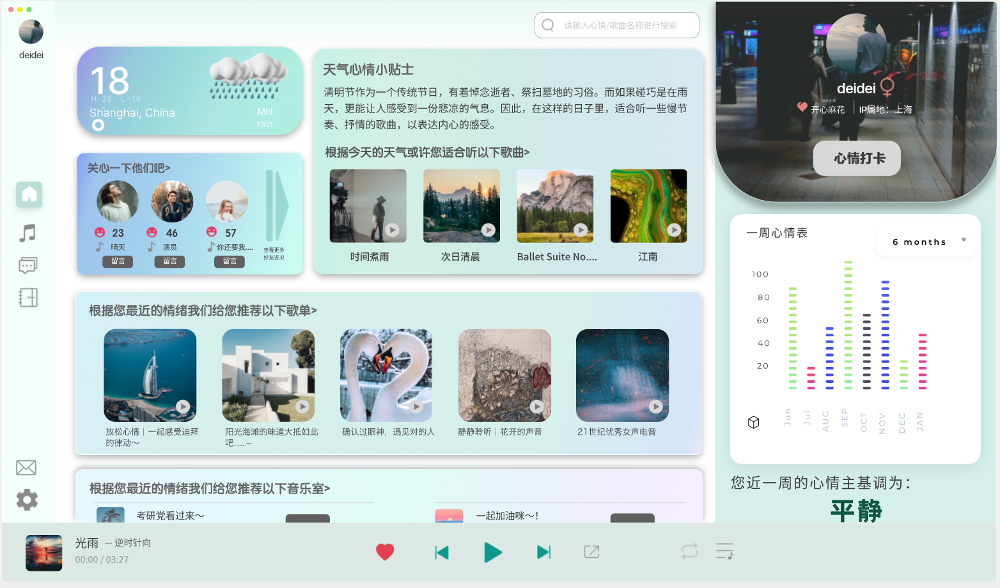 deidei
请输入心情/歌曲名称进行搜索
18
H: 26 L -16
Shanghai, China
Mid
rain
关心一下他们吧>
23
46
57
晴天
演员
你还要我....
留言
留言
留言
查看更多
好友近况
天气心情小贴士
清明节作为一个传统节日，有着悼念逝者、祭扫墓地的习俗。而如果碰巧是在雨
天，更能让人感受到一份悲凉的气息。因此，在这样的日子里，适合听一些慢节
奏、抒情的歌曲，以表达内心的感受。
根据今天的天气或许您适合听以下歌曲>
时间煮雨
次日清晨
Ballet Suite No....
江南
根据您最近的情绪我们给您推荐以下歌单>
放松心情｜一起感受迪拜
的律动～
阳光海滩的味道大抵如此
吧......~
确认过眼神，遇见对的人
静静聆听｜花开的声音
21世纪优秀女声电音
根据您最近的情绪我们给您推荐以下音乐室>
考研党看过来～
一起加油咪～！
deidei
开心麻花
IP属地：上海
心情打卡
一周心情表
6 months
100
80
60
40
20
Jun
Jul
AUG
SEP
OCT
NOV
DEC
JAN
您近一周的心情主基调为：
平静
光雨 — 逆时针向
00:00 / 03:27